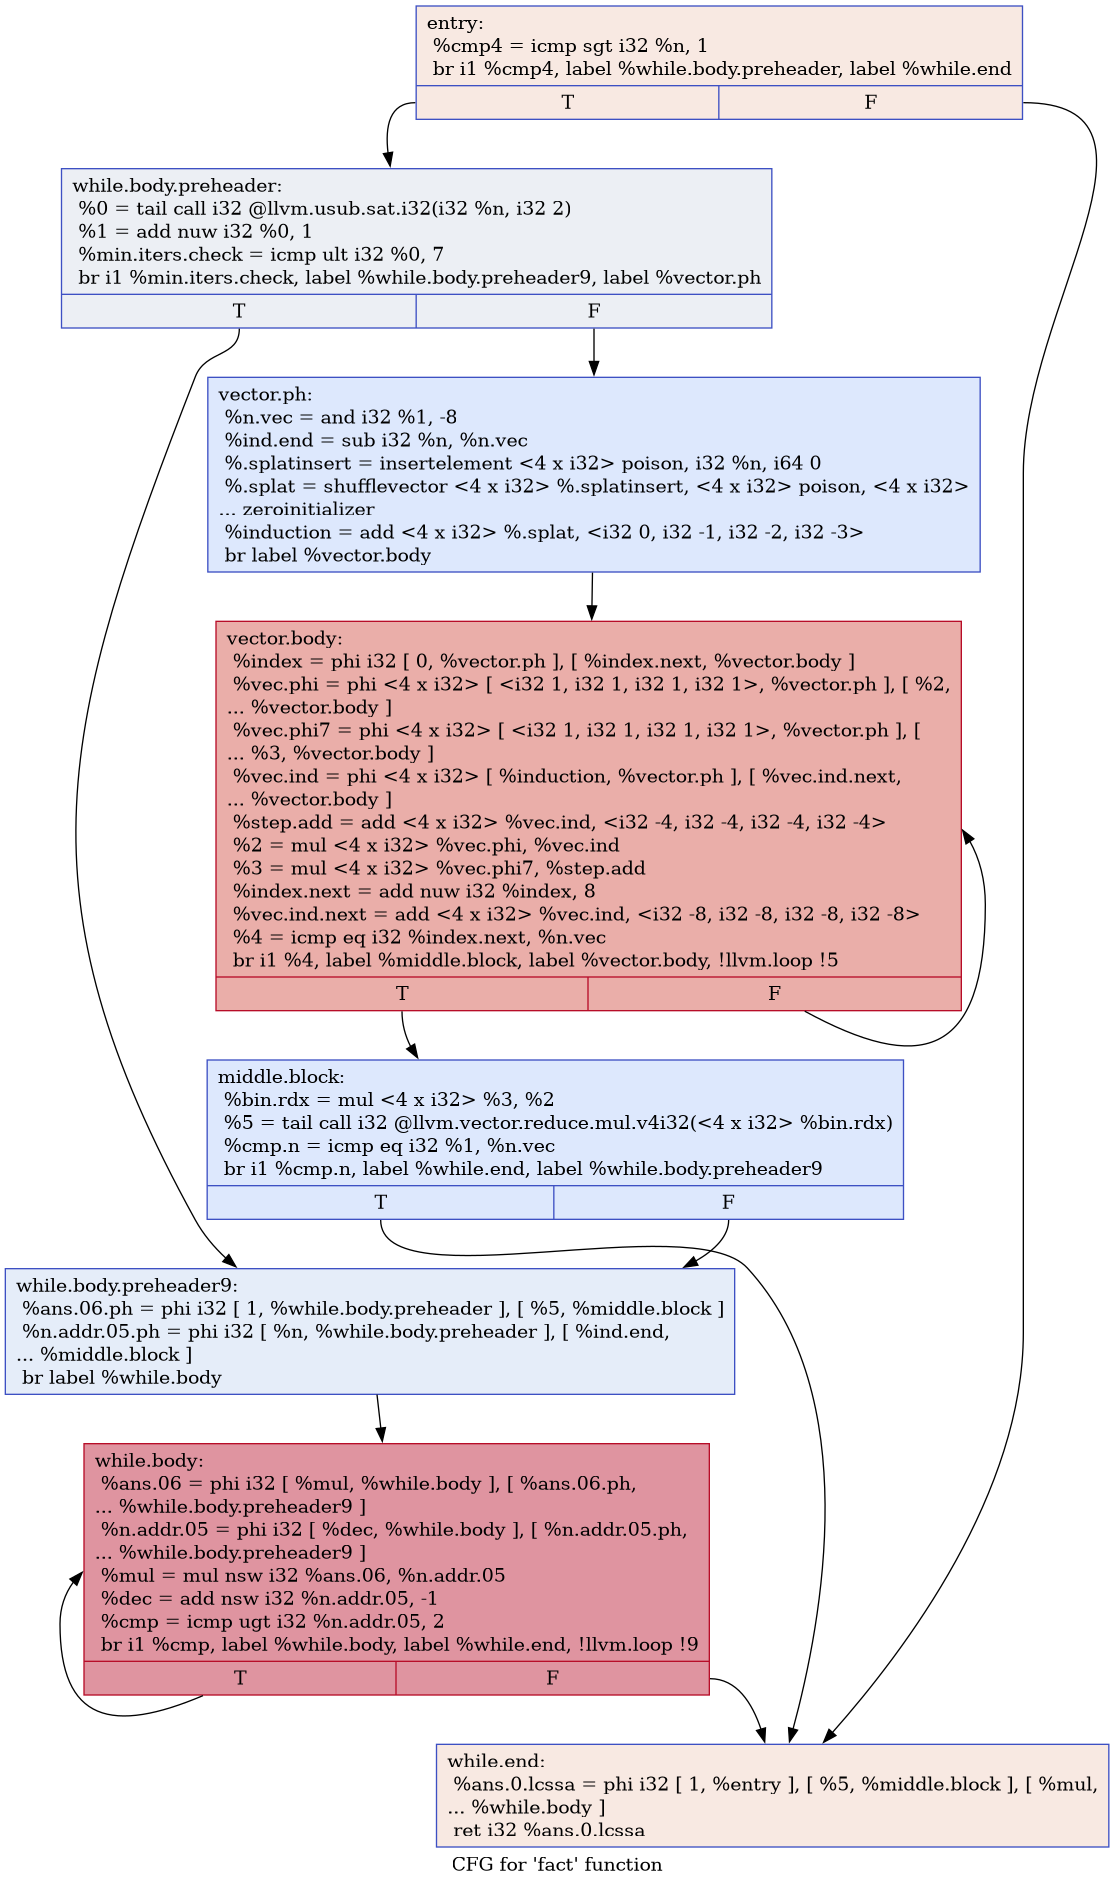 entry:
%cmp4 = icmp sgt i32 %n, 1
br i1 %cmp4, label %while.body.preheader, label %while.end
T
F
while.body.preheader:
%0 = tail call i32 @llvm.usub.sat.i32(i32 %n, i32 2)
%1 = add nuw i32 %0, 1
%min.iters.check = icmp ult i32 %0, 7
br i1 %min.iters.check, label %while.body.preheader9, label %vector.ph
T
F
vector.ph:
%n.vec = and i32 %1, -8
%ind.end = sub i32 %n, %n.vec
%.splatinsert = insertelement <4 x i32> poison, i32 %n, i64 0
%.splat = shufflevector <4 x i32> %.splatinsert, <4 x i32> poison, <4 x i32>
... zeroinitializer
%induction = add <4 x i32> %.splat, <i32 0, i32 -1, i32 -2, i32 -3>
br label %vector.body
vector.body:
%index = phi i32 [ 0, %vector.ph ], [ %index.next, %vector.body ]
%vec.phi = phi <4 x i32> [ <i32 1, i32 1, i32 1, i32 1>, %vector.ph ], [ %2,
... %vector.body ]
%vec.phi7 = phi <4 x i32> [ <i32 1, i32 1, i32 1, i32 1>, %vector.ph ], [
... %3, %vector.body ]
%vec.ind = phi <4 x i32> [ %induction, %vector.ph ], [ %vec.ind.next,
... %vector.body ]
%step.add = add <4 x i32> %vec.ind, <i32 -4, i32 -4, i32 -4, i32 -4>
%2 = mul <4 x i32> %vec.phi, %vec.ind
%3 = mul <4 x i32> %vec.phi7, %step.add
%index.next = add nuw i32 %index, 8
%vec.ind.next = add <4 x i32> %vec.ind, <i32 -8, i32 -8, i32 -8, i32 -8>
%4 = icmp eq i32 %index.next, %n.vec
br i1 %4, label %middle.block, label %vector.body, !llvm.loop !5
T
F
middle.block:
%bin.rdx = mul <4 x i32> %3, %2
%5 = tail call i32 @llvm.vector.reduce.mul.v4i32(<4 x i32> %bin.rdx)
%cmp.n = icmp eq i32 %1, %n.vec
br i1 %cmp.n, label %while.end, label %while.body.preheader9
T
F
while.body.preheader9:
%ans.06.ph = phi i32 [ 1, %while.body.preheader ], [ %5, %middle.block ]
%n.addr.05.ph = phi i32 [ %n, %while.body.preheader ], [ %ind.end,
... %middle.block ]
br label %while.body
while.body:
%ans.06 = phi i32 [ %mul, %while.body ], [ %ans.06.ph,
... %while.body.preheader9 ]
%n.addr.05 = phi i32 [ %dec, %while.body ], [ %n.addr.05.ph,
... %while.body.preheader9 ]
%mul = mul nsw i32 %ans.06, %n.addr.05
%dec = add nsw i32 %n.addr.05, -1
%cmp = icmp ugt i32 %n.addr.05, 2
br i1 %cmp, label %while.body, label %while.end, !llvm.loop !9
T
F
while.end:
%ans.0.lcssa = phi i32 [ 1, %entry ], [ %5, %middle.block ], [ %mul,
... %while.body ]
ret i32 %ans.0.lcssa
CFG for 'fact' function